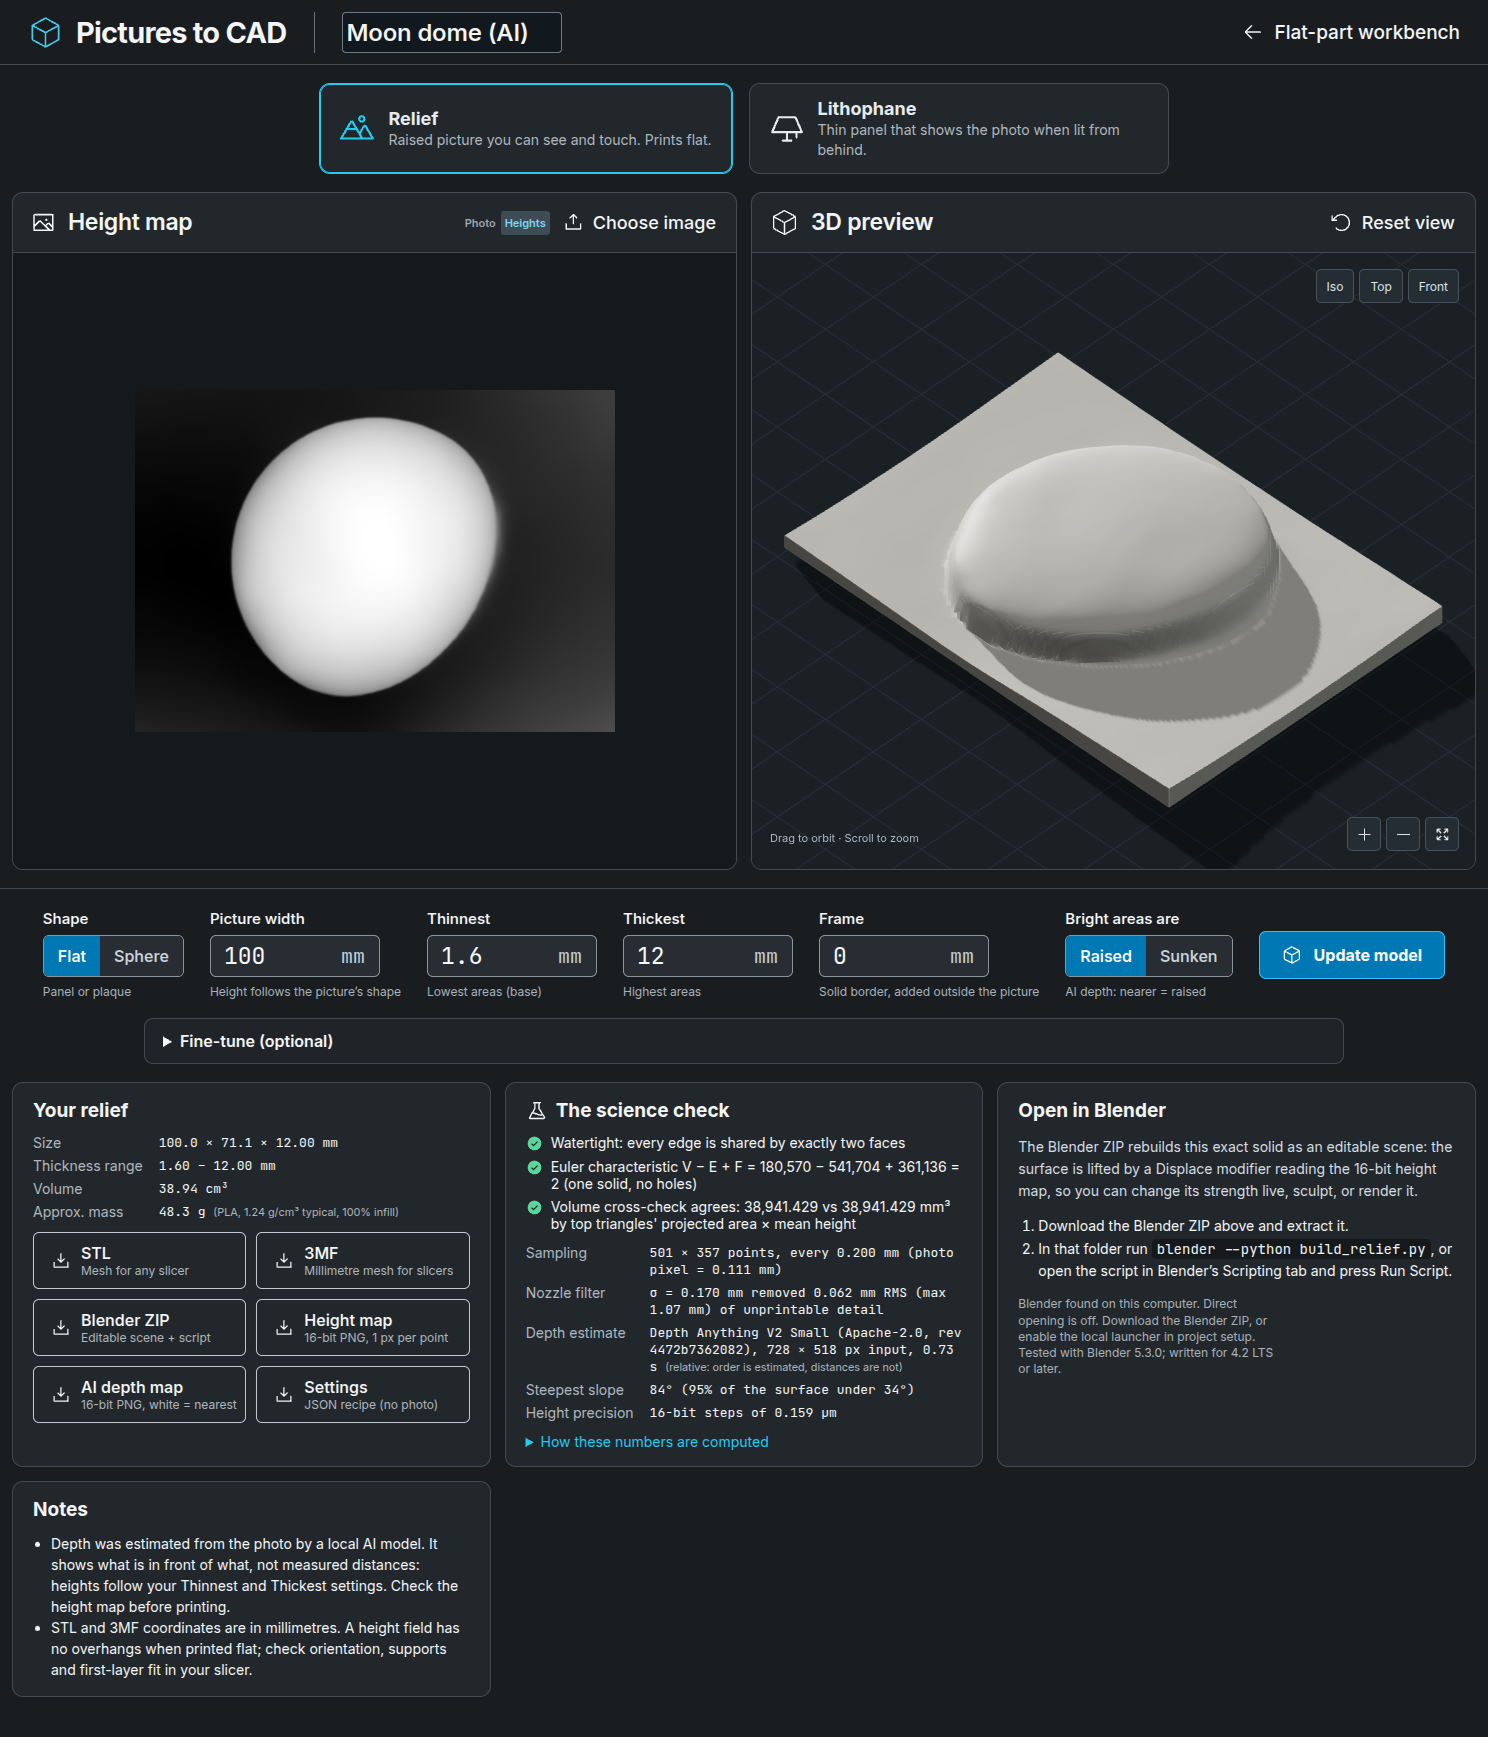 Pictures to CAD
Moon dome (AI)
Flat-part workbench
Relief
Raised picture you can see and touch. Prints flat.
Lithophane
Thin panel that shows the photo when lit from
behind.
Height map
Photo Heights
Choose image
3D preview
Reset view
Iso Top Front
Drag to orbit · Scroll to zoom
Shape
Flat Sphere
Panel or plaque
Picture width
100 mm
Height follows the picture's shape
Thinnest
1.6 mm
Lowest areas (base)
Thickest
12 mm
Highest areas
Frame
0 mm
Solid border, added outside the picture
Bright areas are
Raised Sunken
AI depth: nearer = raised
Update model
Fine-tune (optional)
Your relief
Size 100.0 × 71.1 × 12.00 mm
Thickness range 1.60 – 12.00 mm
Volume 38.94 cm³
Approx. mass 48.3 g (PLA, 1.24 g/cm³ typical, 100% infill)
STL
Mesh for any slicer
3MF
Millimetre mesh for slicers
Blender ZIP
Editable scene + script
Height map
16-bit PNG, 1 px per point
AI depth map
16-bit PNG, white = nearest
Settings
JSON recipe (no photo)
The science check
Watertight: every edge is shared by exactly two faces
Euler characteristic V − E + F = 180,570 − 541,704 + 361,136 =
2 (one solid, no holes)
Volume cross-check agrees: 38,941.429 vs 38,941.429 mm³
by top triangles' projected area × mean height
Sampling 501 × 357 points, every 0.200 mm (photo
pixel = 0.111 mm)
Nozzle filter σ = 0.170 mm removed 0.062 mm RMS (max
1.07 mm) of unprintable detail
Depth estimate Depth Anything V2 Small (Apache-2.0, rev
4472b7362082), 728 × 518 px input, 0.73
s (relative: order is estimated, distances are not)
Steepest slope 84° (95% of the surface under 34°)
Height precision 16-bit steps of 0.159 µm
How these numbers are computed
Open in Blender
The Blender ZIP rebuilds this exact solid as an editable scene: the
surface is lifted by a Displace modifier reading the 16-bit height
map, so you can change its strength live, sculpt, or render it.
1. Download the Blender ZIP above and extract it.
2. In that folder run blender --python build_relief.py, or
open the script in Blender's Scripting tab and press Run Script.
Blender found on this computer. Direct
opening is off. Download the Blender ZIP, or
enable the local launcher in project setup.
Tested with Blender 5.3.0; written for 4.2 LTS
or later.
Notes
• Depth was estimated from the photo by a local AI model. It
shows what is in front of what, not measured distances:
heights follow your Thinnest and Thickest settings. Check the
height map before printing.
• STL and 3MF coordinates are in millimetres. A height field has
no overhangs when printed flat; check orientation, supports
and first-layer fit in your slicer.